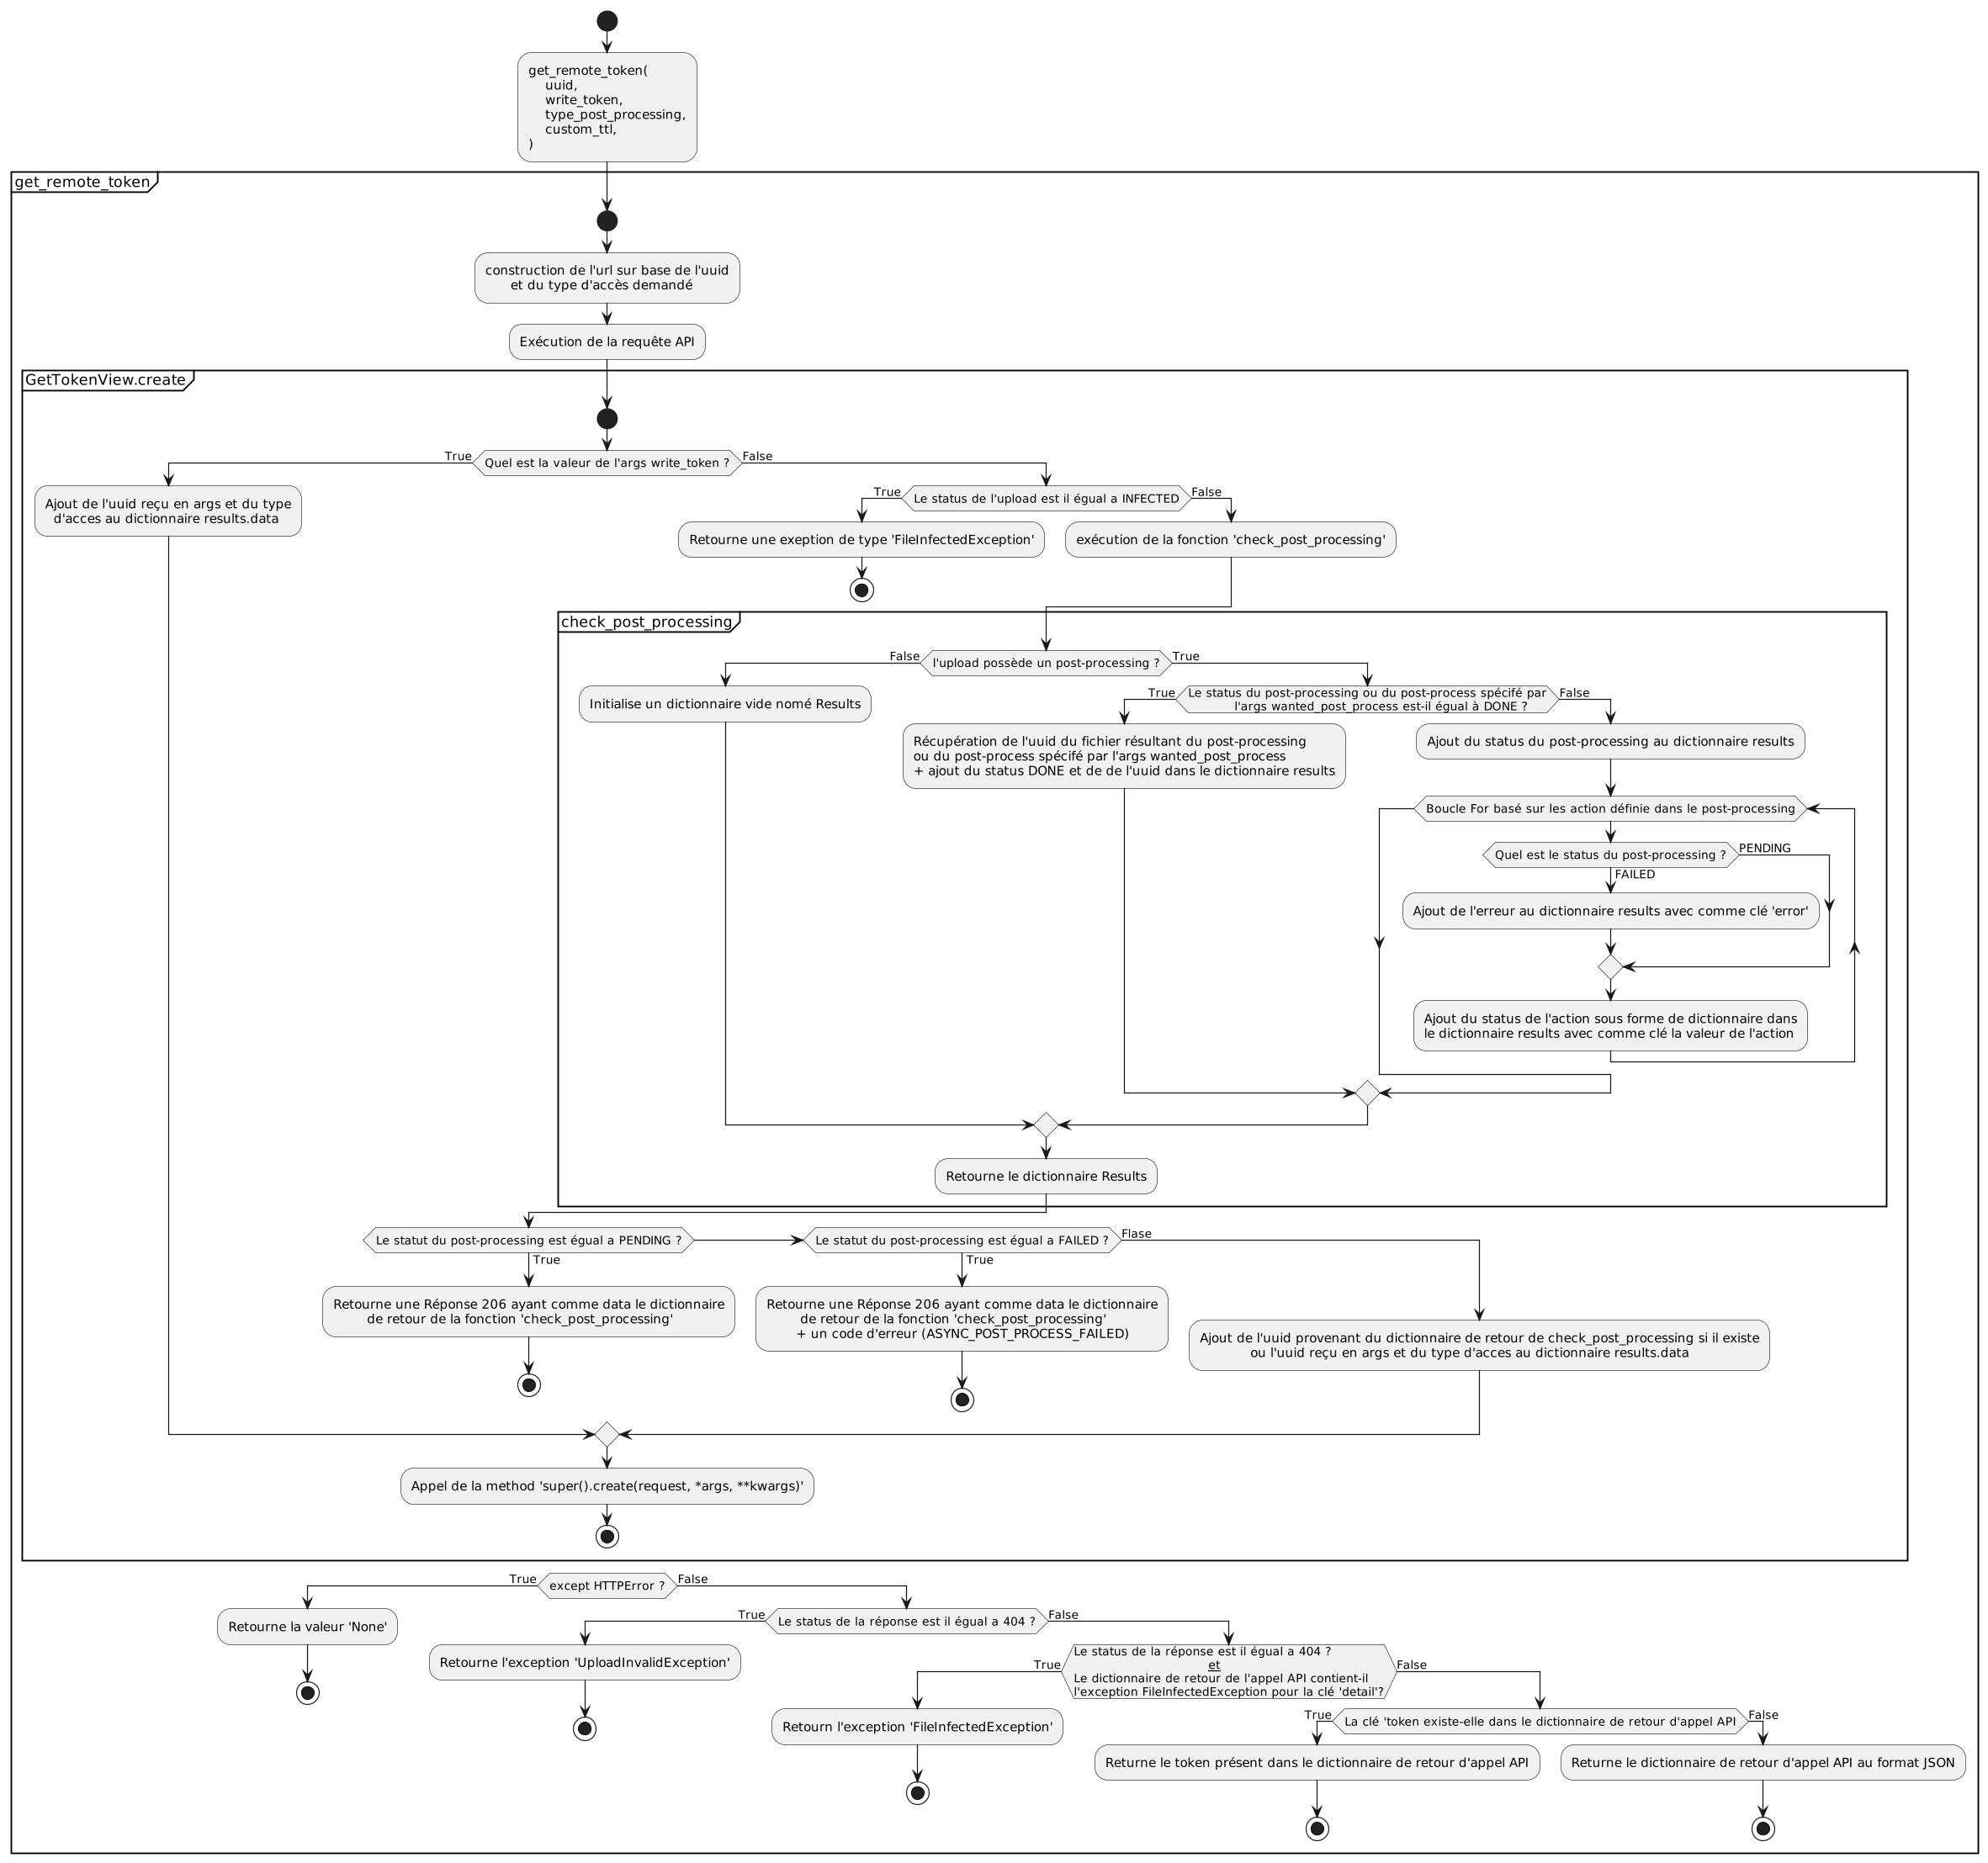 get_remote_token(
uuid,
write_token,
type_post_processing,
custom_ttl,
)
get_remote_token
construction de l'url sur base de l'uuid
et du type d'accès demandé
Exécution de la requête API
GetTokenView.create
Quel est la valeur de l'args write_token ?
True
False
Ajout de l'uuid reçu en args et du type
d'acces au dictionnaire results.data
Le status de l'upload est il égual a INFECTED
True
False
Retourne une exeption de type 'FileInfectedException'
exécution de la fonction 'check_post_processing'
check_post_processing
l'upload possède un post-processing ?
False
True
Initialise un dictionnaire vide nomé Results
Le status du post-processing ou du post-process spécifé par
l'args wanted_post_process est-il égual à DONE ?
True
False
Récupération de l'uuid du fichier résultant du post-processing
ou du post-process spécifé par l'args wanted_post_process
+ ajout du status DONE et de de l'uuid dans le dictionnaire results
Ajout du status du post-processing au dictionnaire results
Boucle For basé sur les action définie dans le post-processing
Quel est le status du post-processing ?
PENDING
FAILED
Ajout de l'erreur au dictionnaire results avec comme clé 'error'
Ajout du status de l'action sous forme de dictionnaire dans
le dictionnaire results avec comme clé la valeur de l'action
Retourne le dictionnaire Results
Le statut du post-processing est égual a PENDING ?
True
Le statut du post-processing est égual a FAILED ?
True
Flase
Retourne une Réponse 206 ayant comme data le dictionnaire
de retour de la fonction 'check_post_processing'
Retourne une Réponse 206 ayant comme data le dictionnaire
de retour de la fonction 'check_post_processing'
+ un code d'erreur (ASYNC_POST_PROCESS_FAILED)
Ajout de l'uuid provenant du dictionnaire de retour de check_post_processing si il existe
ou l'uuid reçu en args et du type d'acces au dictionnaire results.data
Appel de la method 'super().create(request, *args, **kwargs)'
except HTTPError ?
True
False
Retourne la valeur 'None'
Le status de la réponse est il égual a 404 ?
True
False
Retourne l'exception 'UploadInvalidException'
Le status de la réponse est il égual a 404 ?
et
Le dictionnaire de retour de l'appel API contient-il
l'exception FileInfectedException pour la clé 'detail'?
True
False
Retourn l'exception 'FileInfectedException'
La clé 'token existe-elle dans le dictionnaire de retour d'appel API
True
False
Returne le token présent dans le dictionnaire de retour d'appel API
Returne le dictionnaire de retour d'appel API au format JSON